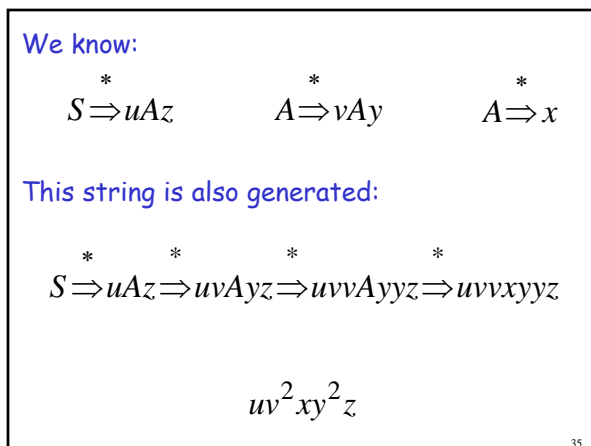 We know:
* * *
S ⇒ uAz A ⇒ vAy A ⇒ x
This string is also generated:
* * * *
S ⇒ uAz ⇒ uvAyz ⇒ uvvAyyz ⇒ uvvxyyz
uv²xy²z
35